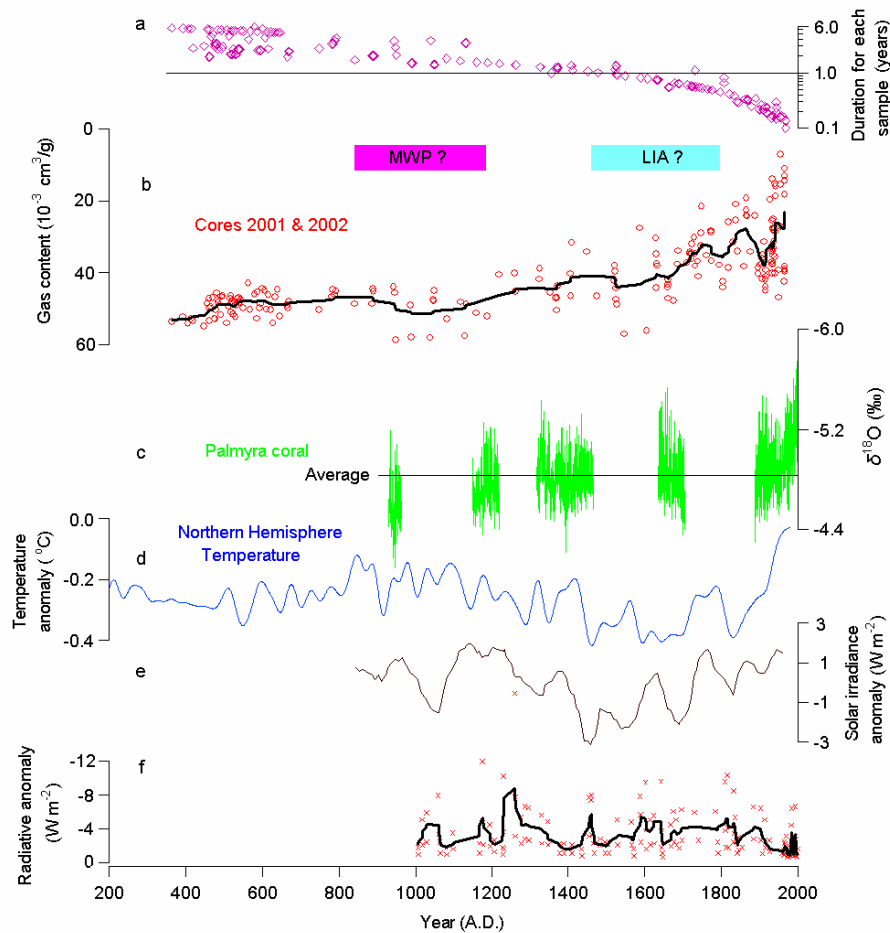 a
6.0
1.0
0.1
Duration for each
sample (years)
0
20
40
60
Gas content (10⁻³ cm³/g)
b
MWP ?
LIA ?
Cores 2001 & 2002
-6.0
-5.2
-4.4
δ¹⁸O (‰)
c
Palmyra coral
Average
0.0
-0.2
-0.4
Temperature
anomaly (⁰C)
d
Northern Hemisphere
Temperature
3
1
-1
-3
Solar irradiance
anomaly (W m⁻²)
e
f
-12
-8
-4
0
Radiative anomaly
(W m⁻²)
200 400 600 800 1000 1200 1400 1600 1800 2000
Year (A.D.)